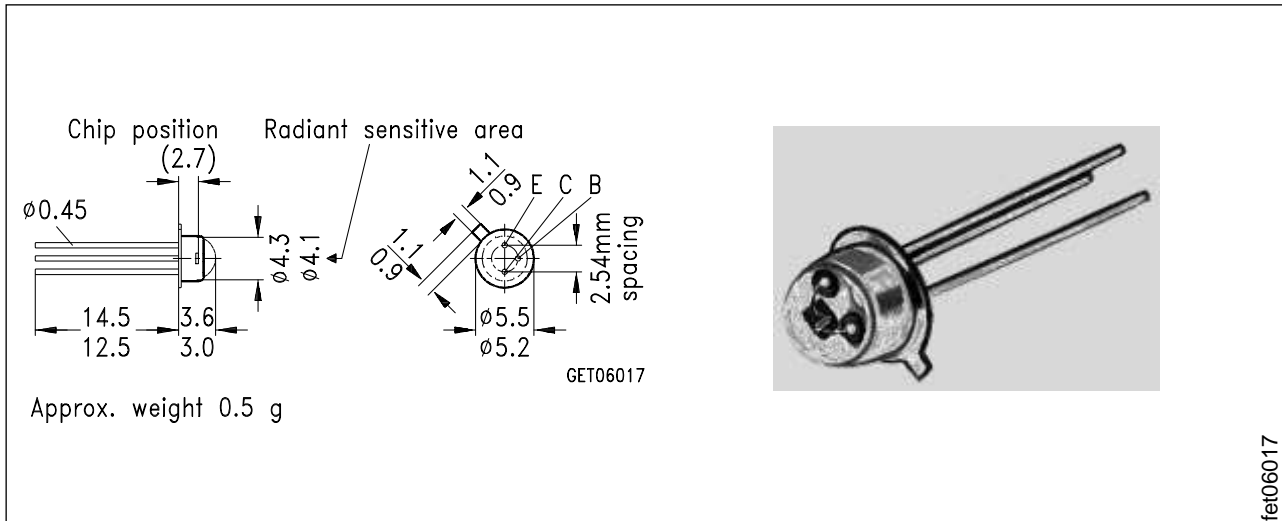 Chip position
(2.7)
Radiant sensitive area
ø0.45
ø4.3
ø4.1
14.5
12.5
3.6
3.0
1.1
0.9
1.1
0.9
E C B
2.54mm
spacing
ø5.5
ø5.2
GET06017
Approx. weight 0.5 g
fet06017